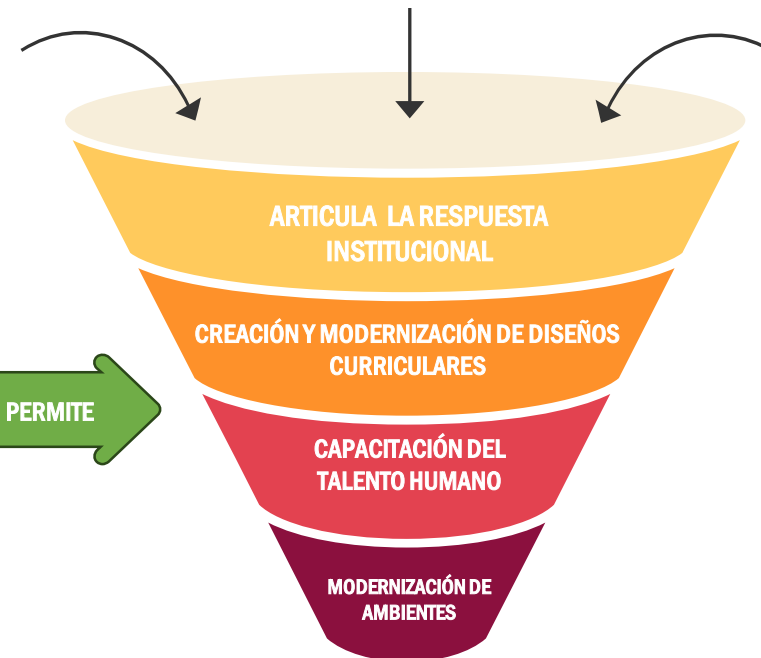 ARTICULA LA RESPUESTA
INSTITUCIONAL
CREACIÓN Y MODERNIZACIÓN DE DISEÑOS
CURRICULARES
PERMITE
CAPACITACIÓN DEL
TALENTO HUMANO
MODERNIZACIÓN DE
AMBIENTES